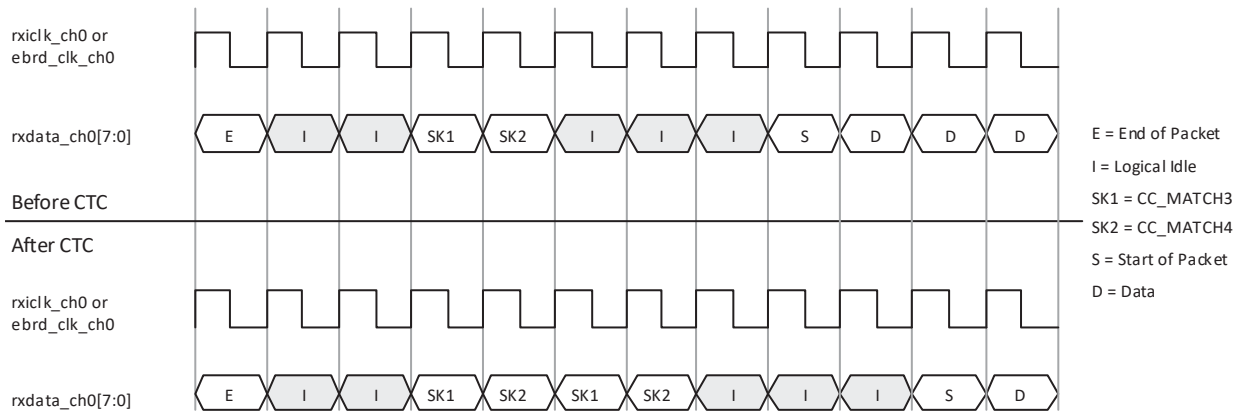 rxiclk_ch0 or
ebrd_clk_ch0
rxdata_ch0[7:0]
E I I SK1 SK2 I I I S D D D
Before CTC
After CTC
rxiclk_ch0 or
ebrd_clk_ch0
rxdata_ch0[7:0]
E I I SK1 SK2 SK1 SK2 I I I S D
E = End of Packet
I = Logical Idle
SK1 = CC_MATCH3
SK2 = CC_MATCH4
S = Start of Packet
D = Data